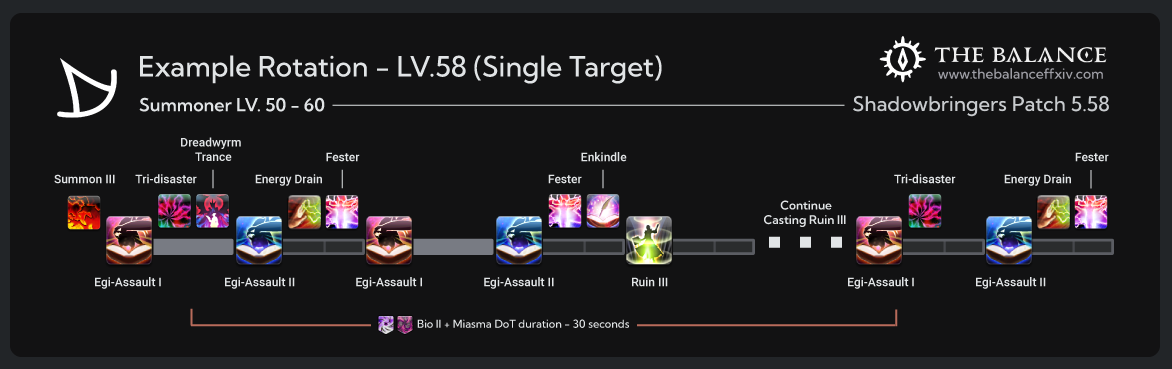 Example Rotation – LV.58 (Single Target)
THE BALANCE
www.thebalanceffxiv.com
Summoner LV. 50 – 60
Shadowbringers Patch 5.58
Summon III
Tri-disaster
Dreadwyrm
Trance
Energy Drain
Fester
Fester
Enkindle
Continue
Casting Ruin III
Tri-disaster
Energy Drain
Fester
Egi-Assault I
Egi-Assault II
Egi-Assault I
Egi-Assault II
Ruin III
Egi-Assault I
Egi-Assault II
Bio II + Miasma DoT duration – 30 seconds